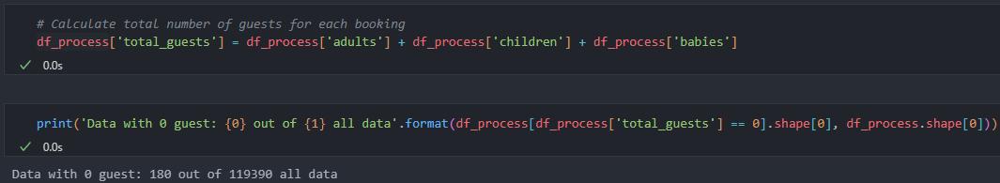 # Calculate total number of guests for each booking
df_process['total_guests'] = df_process['adults'] + df_process['children'] + df_process['babies']
0.0s
print('Data with 0 guest: {0} out of {1} all data'.format(df_process[df_process['total_guests'] == 0].shape[0], df_process.shape[0]))
0.0s
Data with 0 guest: 180 out of 119390 all data